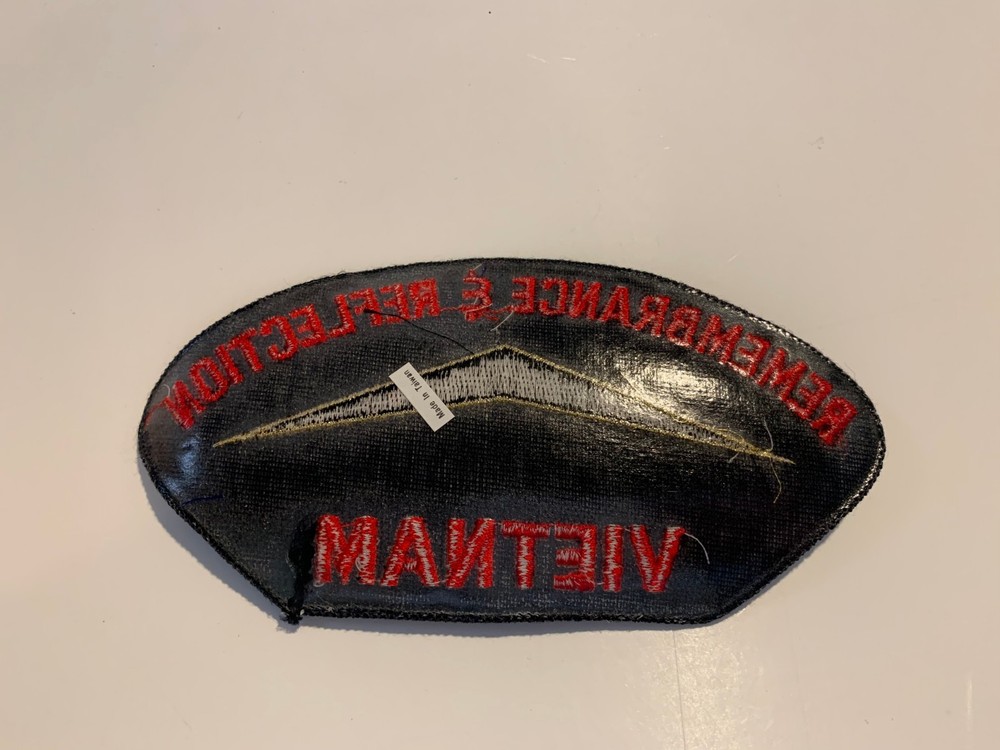 REMEMBRANCE & REFLECTION
Made In Taiwan
VIETNAM